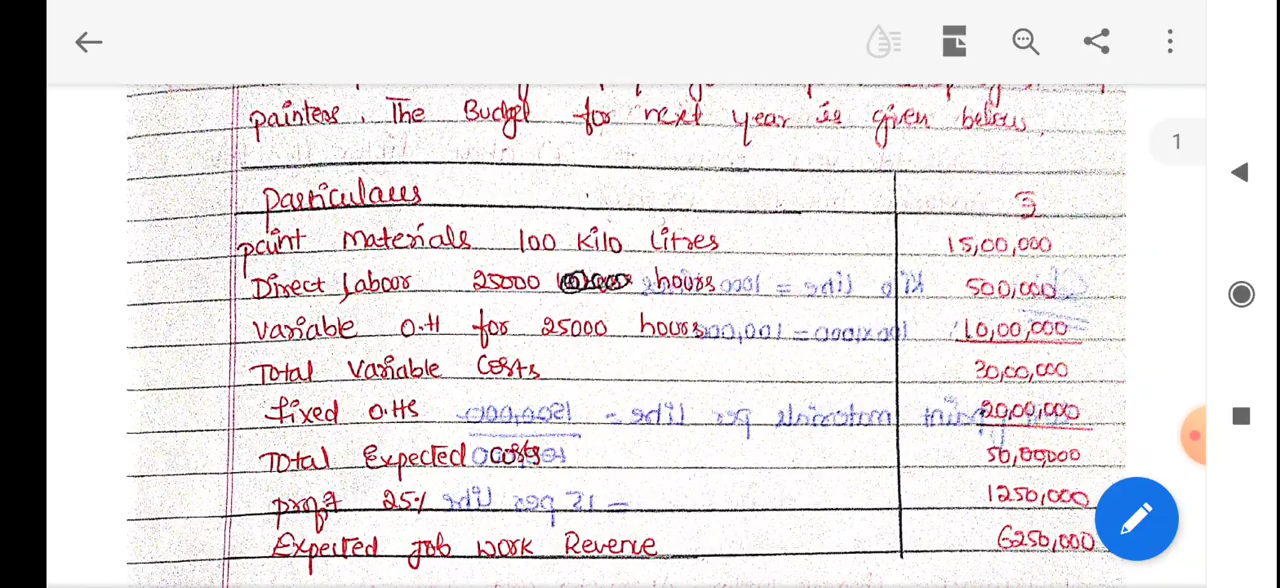 painters. The Budget for next year is given below.
1
Particulars ₹
paint Materials 100 Kilo Litres 15,00,000
Direct Labour 25000 hours 500,000
Variable O.H for 25000 hours 10,00,000
Total Variable Costs 30,00,000
fixed O.Hs 20,00,000
Total Expected costs 50,00,000
profit 25% 1250,000
Expected Job work Revenue 6250,000